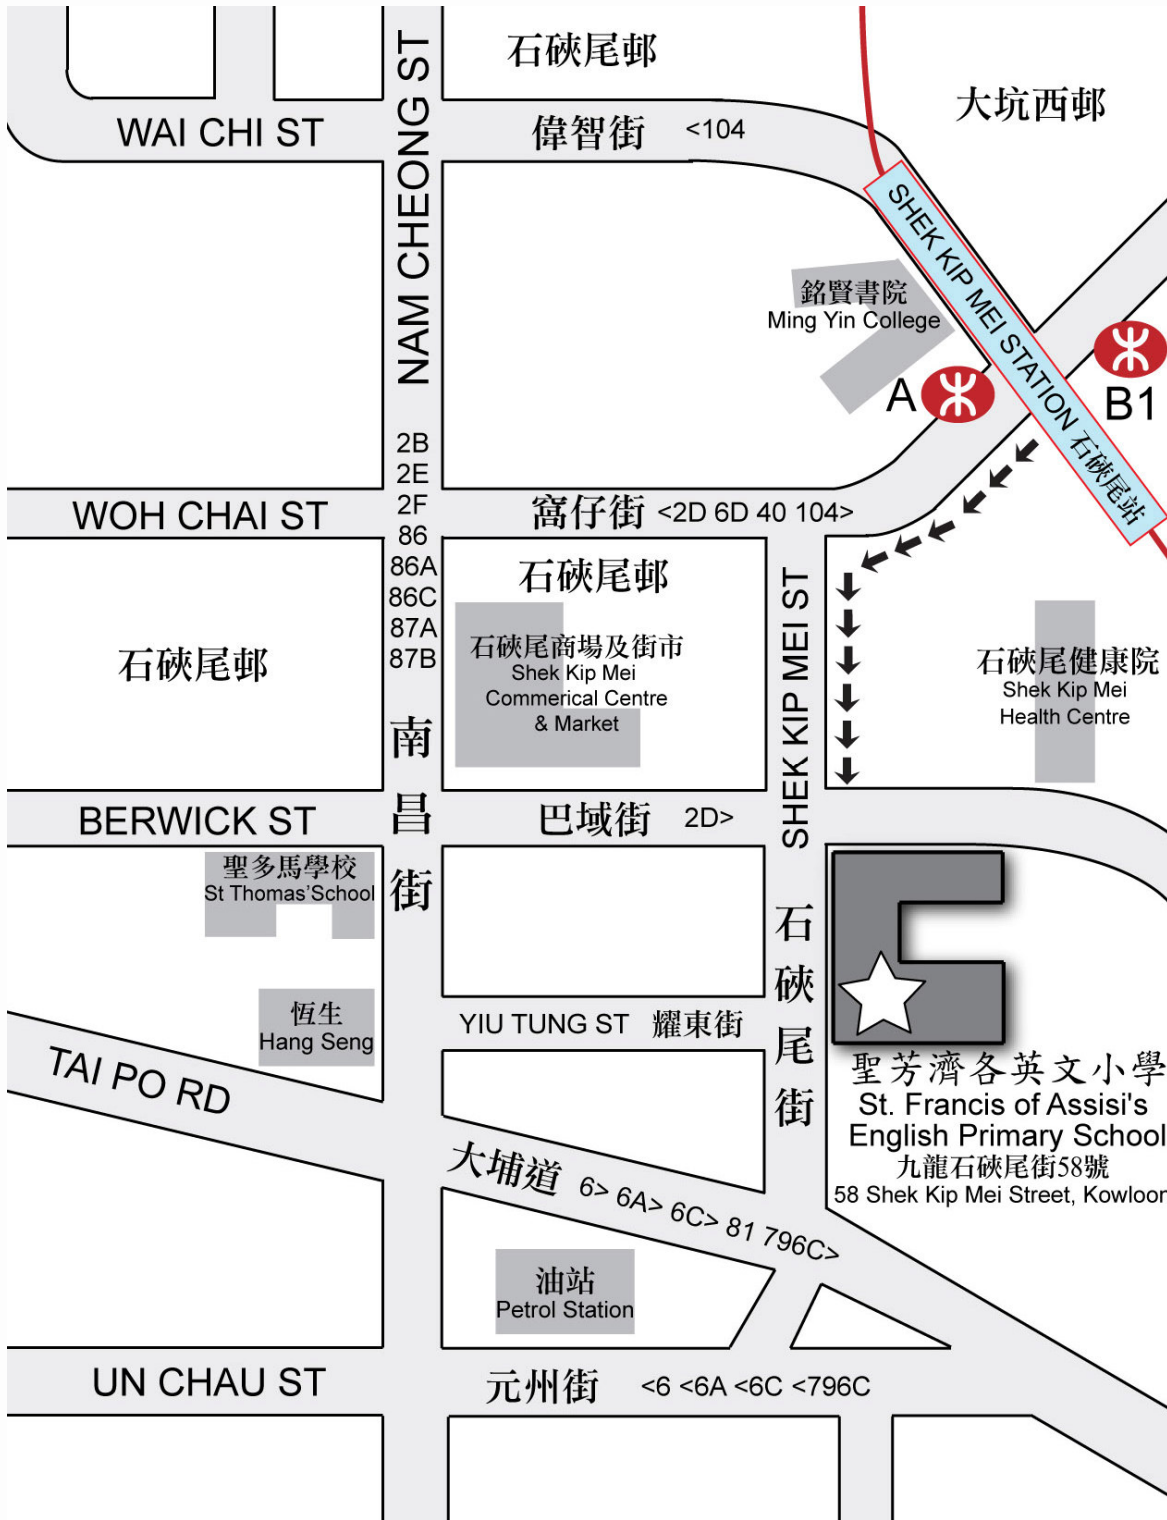 石硤尾邨
大坑西邨
WAI CHI ST
偉智街 <104
NAM CHEONG ST
SHEK KIP MEI STATION 石硤尾站
銘賢書院
Ming Yin College
A
B1
2B
2E
2F
86
86A
86C
87A
87B
南昌街
WOH CHAI ST
窩仔街 <2D 6D 40 104>
石硤尾邨
石硤尾邨
石硤尾商場及街市
Shek Kip Mei
Commerical Centre
& Market
SHEK KIP MEI ST
石硤尾街
石硤尾健康院
Shek Kip Mei
Health Centre
BERWICK ST
巴域街 2D>
聖多馬學校
St Thomas'School
恆生
Hang Seng
YIU TUNG ST 耀東街
TAI PO RD
大埔道 6> 6A> 6C> 81 796C>
聖芳濟各英文小學
St. Francis of Assisi's
English Primary School
九龍石硤尾街58號
58 Shek Kip Mei Street, Kowloon
油站
Petrol Station
UN CHAU ST
元州街 <6 <6A <6C <796C